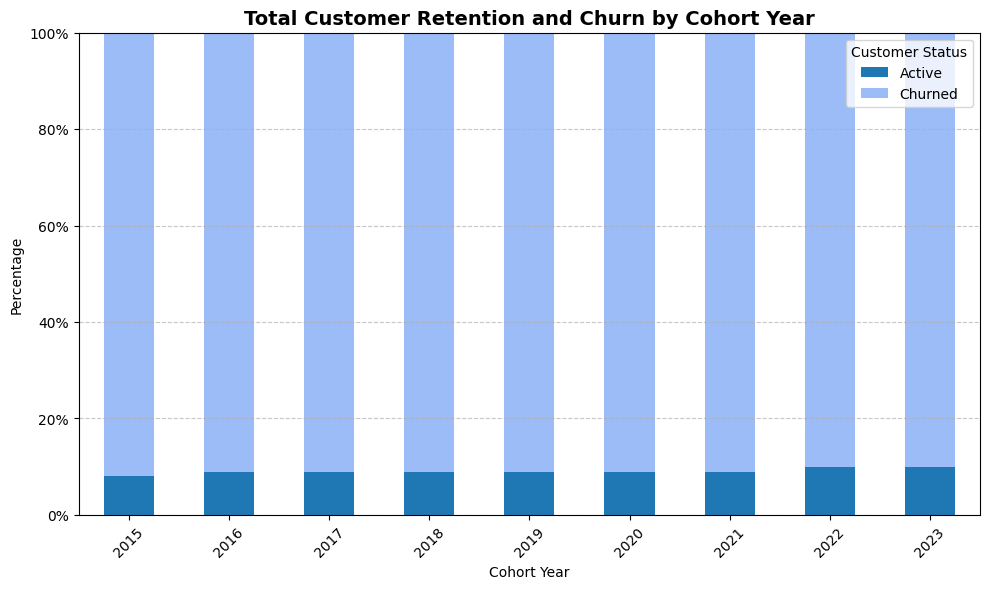 Total Customer Retention and Churn by Cohort Year
100%
80%
60%
40%
20%
0%
Percentage
Customer Status
Active
Churned
2015
2016
2017
2018
2019
2020
2021
2022
2023
Cohort Year